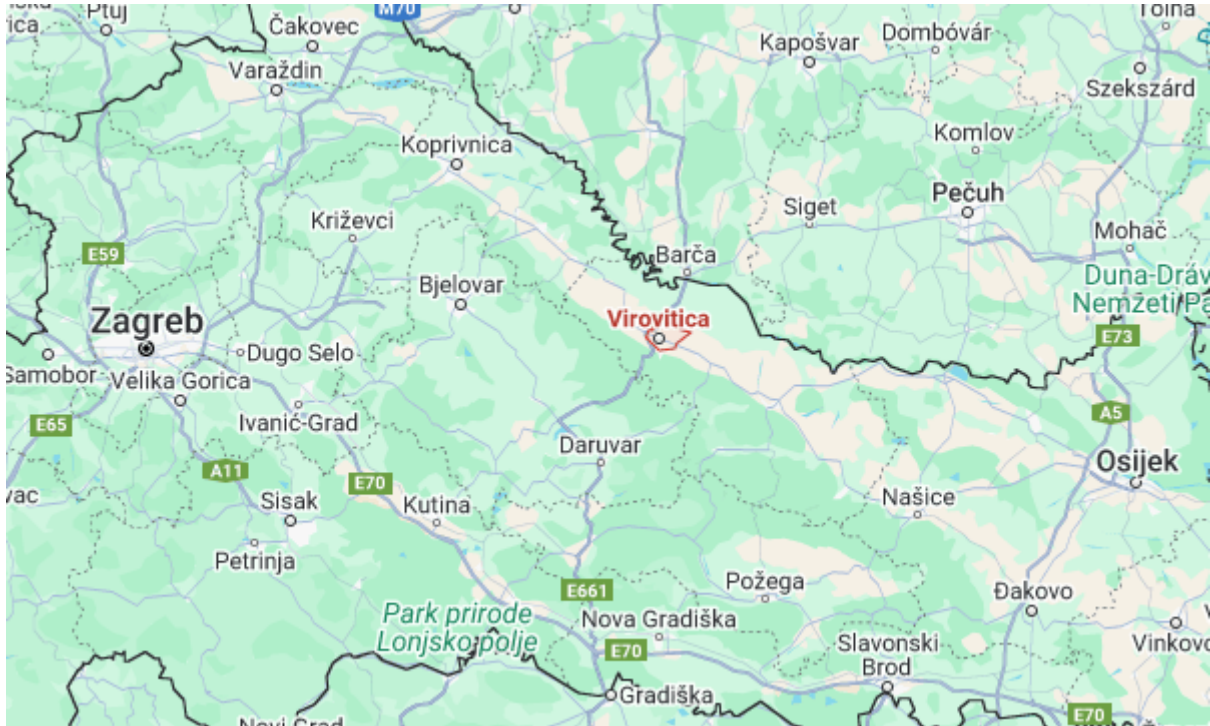 Ptuj
M70
Čakovec
Varaždin
Kapošvar
Dombóvár
Szekszárd
Koprivnica
Komlov
Križevci
Siget
Pečuh
Mohač
E59
Barča
Bjelovar
Duna-Dráv
Nemzeti Pa
Zagreb
Virovitica
E73
Dugo Selo
Samobor
Velika Gorica
E65
Ivanić-Grad
A5
Daruvar
Osijek
A11
E70
vac
Sisak
Kutina
Našice
Petrinja
E661
Požega
Đakovo
Park prirode
Lonjsko polje
Nova Gradiška
E70
Slavonski
Brod
Vinkovc
Gradiška
E70
Novi Grad